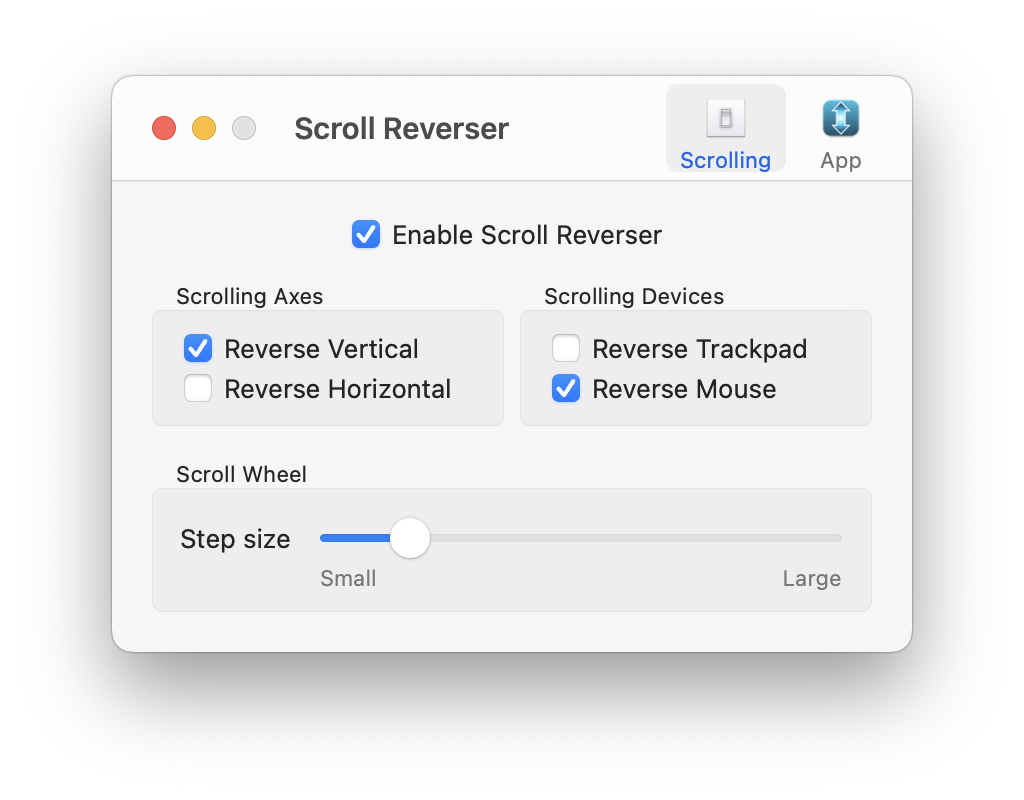 Scroll Reverser
Scrolling
App
Enable Scroll Reverser
Scrolling Axes
Reverse Vertical
Reverse Horizontal
Scrolling Devices
Reverse Trackpad
Reverse Mouse
Scroll Wheel
Step size
Small
Large